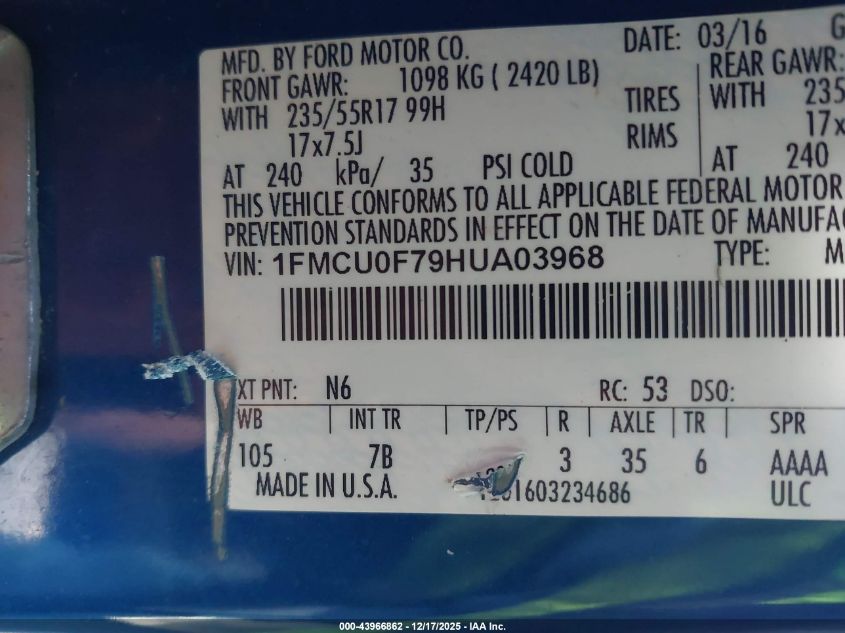 MFD. BY FORD MOTOR CO. DATE: 03/16 G
FRONT GAWR: 1098 KG ( 2420 LB) REAR GAWR:
WITH 235/55R17 99H TIRES WITH 235
17x7.5J RIMS 17x
AT 240 kPa/ 35 PSI COLD AT 240
THIS VEHICLE CONFORMS TO ALL APPLICABLE FEDERAL MOTOR
PREVENTION STANDARDS IN EFFECT ON THE DATE OF MANUFA
VIN: 1FMCU0F79HUA03968 TYPE: M
XT PNT: N6 RC: 53 DSO:
WB INT TR TP/PS R AXLE TR SPR
105 7B 3 35 6 AAAA
MADE IN U.S.A. 1603234686 ULC
000-43966862 - 12/17/2025 - IAA Inc.